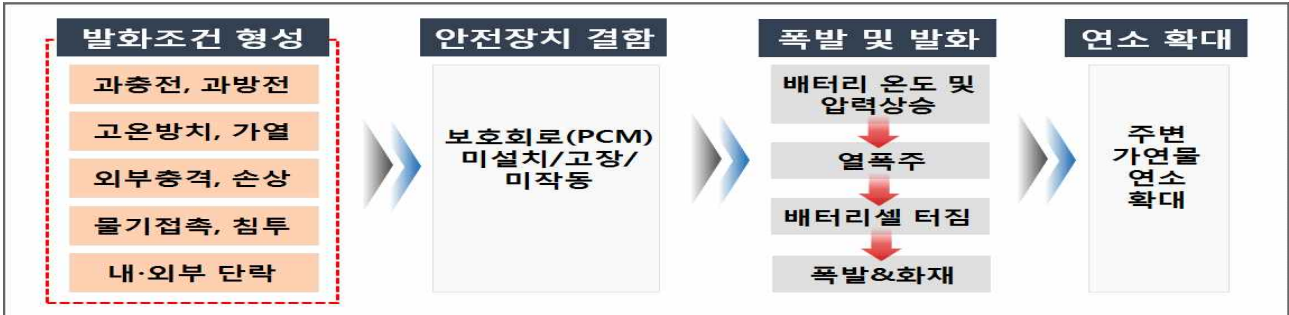 발화조건 형성
과충전, 과방전
고온방치, 가열
외부충격, 손상
물기접촉, 침투
내·외부 단락
안전장치 결함
보호회로(PCM)
미설치/고장/
미작동
폭발 및 발화
배터리 온도 및
압력상승
열폭주
배터리셀 터짐
폭발&화재
연소 확대
주변
가연물
연소
확대